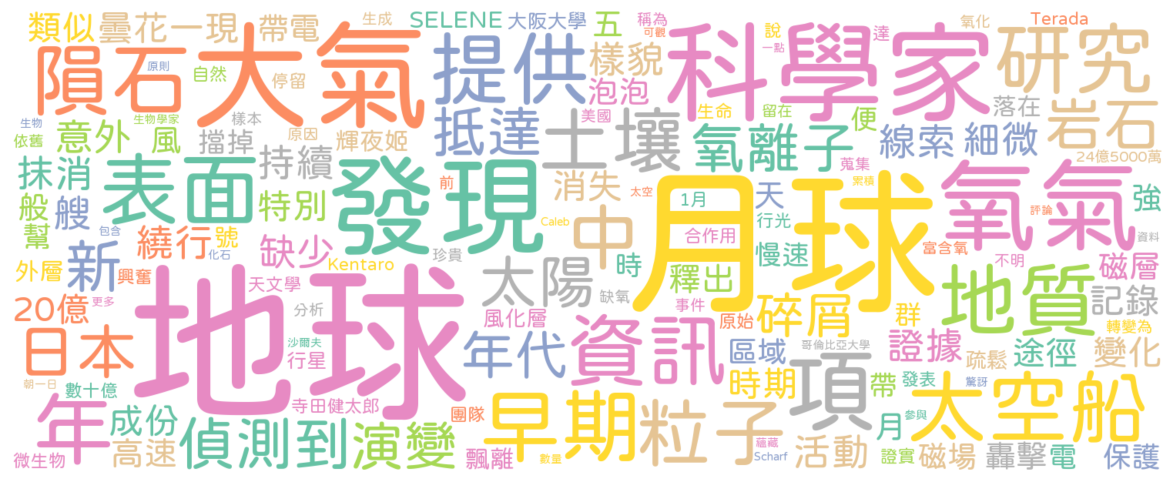 類似
曇花一現
帶電
生成
SELENE
大阪大學
五
稱為
可觀
說
一點
氧化
達
Terada
隕石
大氣
提供
樣貌
泡泡
科學家
研究
原則
自然
停留
落在
岩石
生物
生物學家
樣本
依舊
意外
風
擋掉
原因
輝夜姬
抵達
土壤
美國
生命
留在
便
氧離子
線索
細微
24億5000萬
抹消
表面
持續
發現
前
消失
太空
蒐集
累積
氧氣
般
艘
特別
月球
1月
天
評論
強
幫
包含
繞行
號
缺少
珍貴
Caleb
中
行光
合作用
慢速
富含氧
資料
外層
新
興奮
化石
天文學
Kentaro
太陽
缺氧
時
釋出
不明
磁層
20億
更多
分析
地球
風化層
事件
原始
碎屑
群
地質
記錄
轉變為
日本
沙爾夫
行星
年代
資訊
區域
哥倫比亞大學
證據
疏鬆
途徑
變化
朝一日
數十億
寺田健太郎
團隊
早期
粒子
項
時期
帶
發表
驚訝
太空船
年
成份
月
參與
微生物
高速
偵測到
演變
飄離
數量
蘊藏
Scharf
活動
證實
磁場
轟擊
電
保護